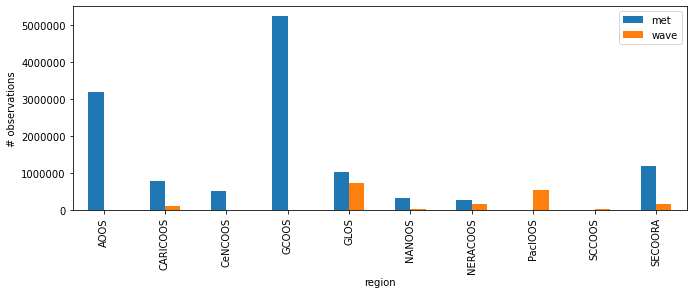 met
wave
# observations
5000000
4000000
3000000
2000000
1000000
0
AOOS
CARICOOS
CeNCOOS
GCOOS
GLOS
NANOOS
NERACOOS
PacIOOS
SCCOOS
SECOORA
region